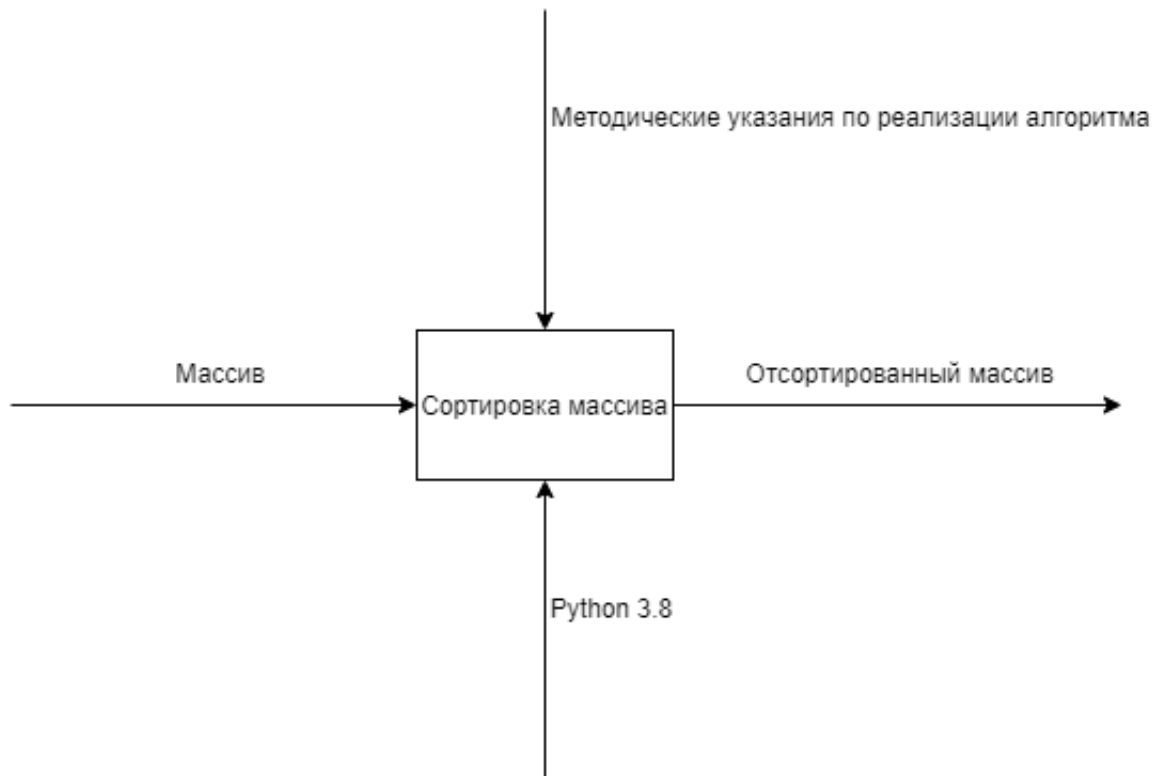 Методические указания по реализации алгоритма
Массив
Отсортированный массив
Сортировка массива
Python 3.8